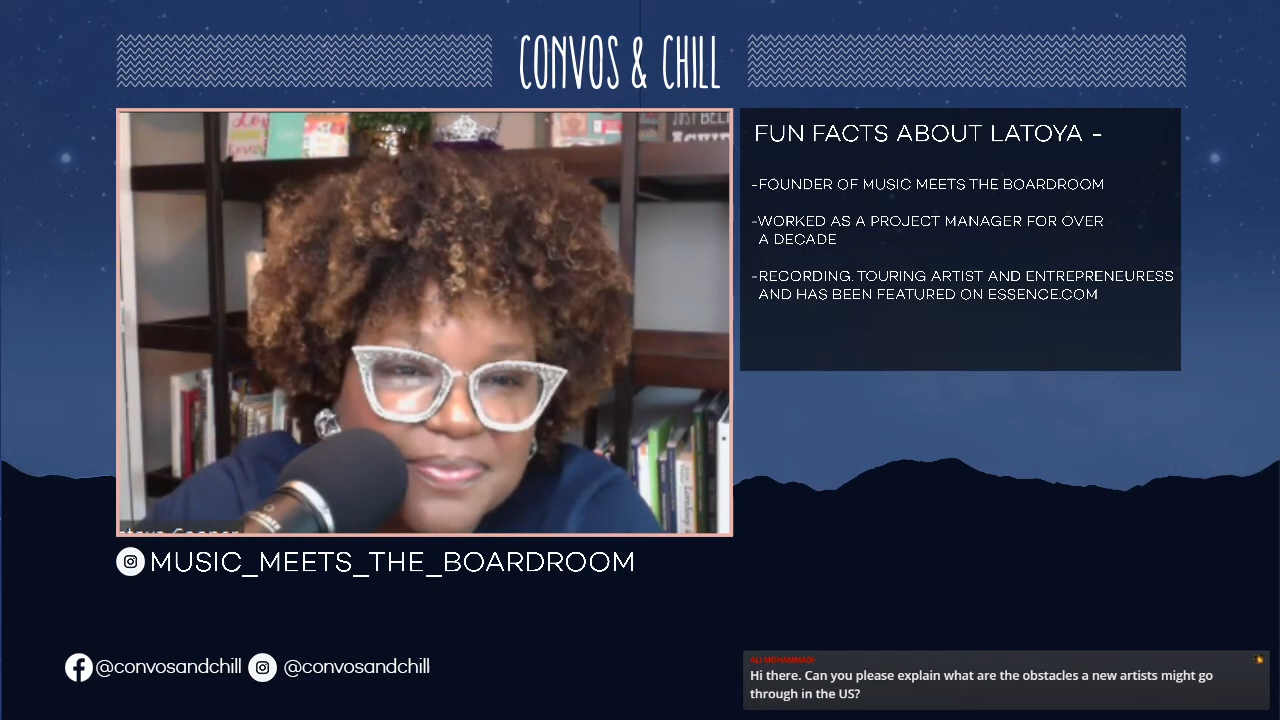 CONVOS & CHILL
JUST BELI
FUN FACTS ABOUT LATOYA -
-FOUNDER OF MUSIC MEETS THE BOARDROOM
-WORKED AS A PROJECT MANAGER FOR OVER
A DECADE
-RECORDING, TOURING ARTIST AND ENTREPRENEURESS
AND HAS BEEN FEATURED ON ESSENCE.COM
MUSIC_MEETS_THE_BOARDROOM
@convosandchill @convosandchill
ALI MOHAMMADI
Hi there. Can you please explain what are the obstacles a new artists might go
through in the US?